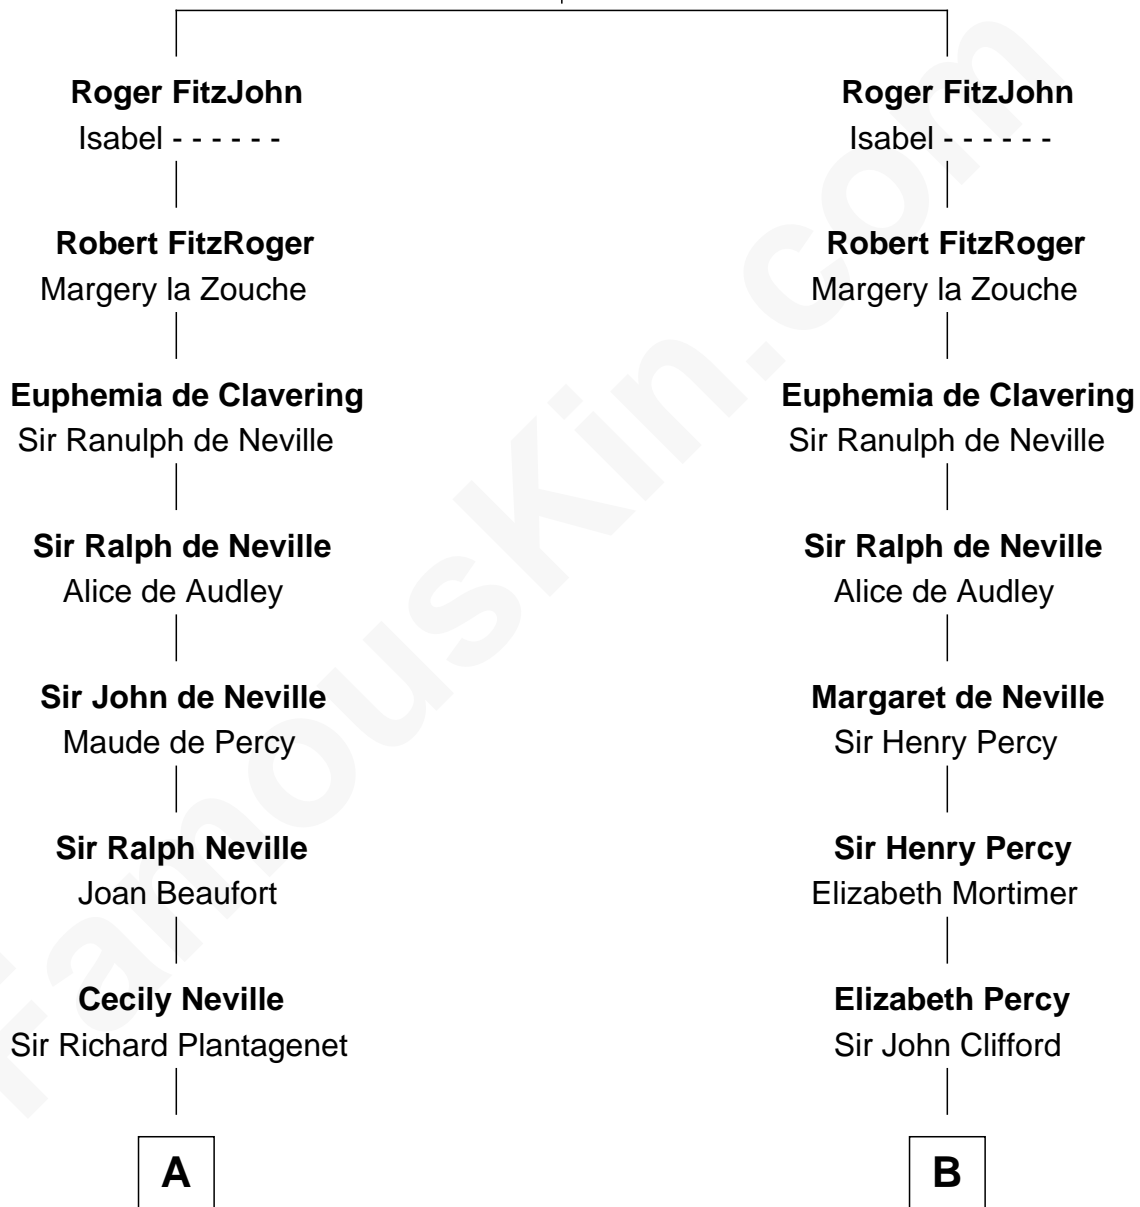 Roger FitzJohn
Isabel - - - - - -
Robert FitzRoger
Margery la Zouche
Euphemia de Clavering
Sir Ranulph de Neville
Sir Ralph de Neville
Alice de Audley
Sir John de Neville
Maude de Percy
Sir Ralph Neville
Joan Beaufort
Cecily Neville
Sir Richard Plantagenet
A
Roger FitzJohn
Isabel - - - - - -
Robert FitzRoger
Margery la Zouche
Euphemia de Clavering
Sir Ranulph de Neville
Sir Ralph de Neville
Alice de Audley
Margaret de Neville
Sir Henry Percy
Sir Henry Percy
Elizabeth Mortimer
Elizabeth Percy
Sir John Clifford
B
FamousKin.com